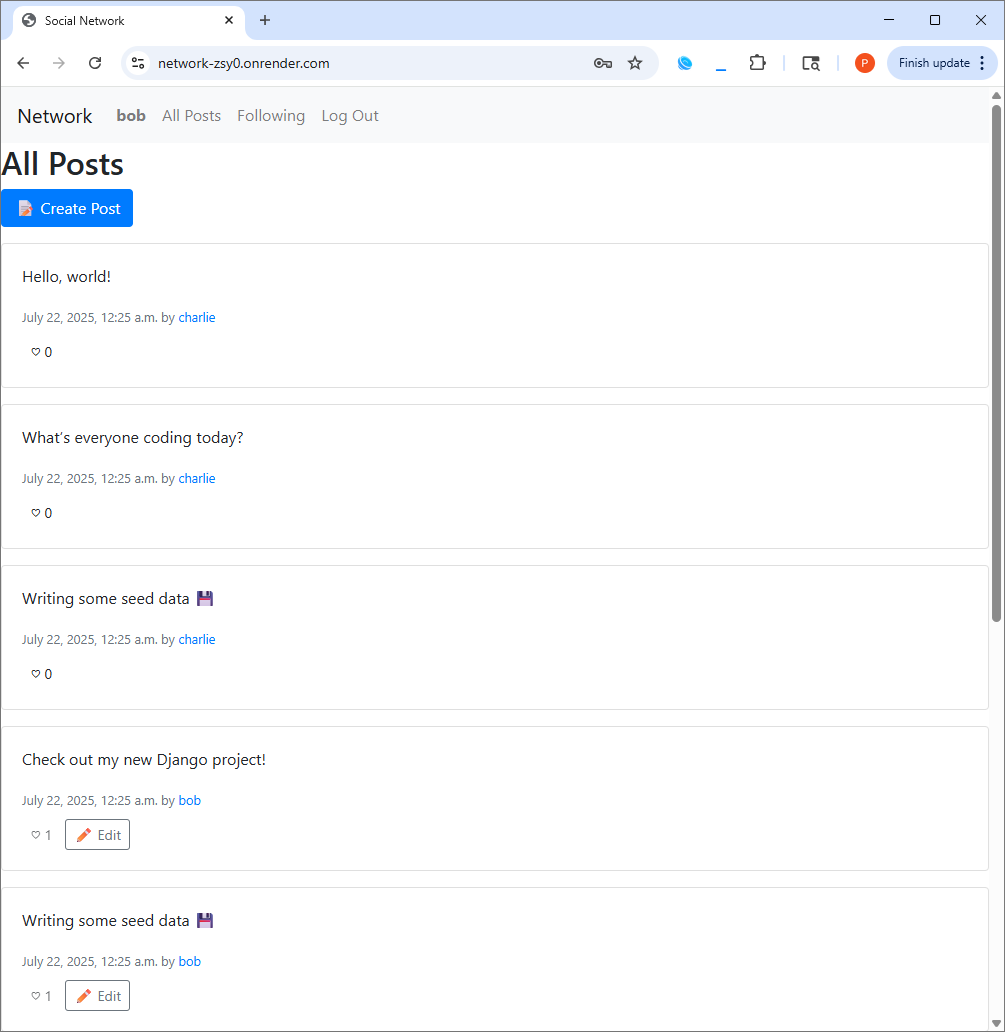 Social Network
network-zsy0.onrender.com
P
Finish update
Network bob All Posts Following Log Out
All Posts
📝 Create Post
Hello, world!
July 22, 2025, 12:25 a.m. by charlie
♡ 0
What's everyone coding today?
July 22, 2025, 12:25 a.m. by charlie
♡ 0
Writing some seed data 💾
July 22, 2025, 12:25 a.m. by charlie
♡ 0
Check out my new Django project!
July 22, 2025, 12:25 a.m. by bob
♡ 1 ✏️ Edit
Writing some seed data 💾
July 22, 2025, 12:25 a.m. by bob
♡ 1 ✏️ Edit